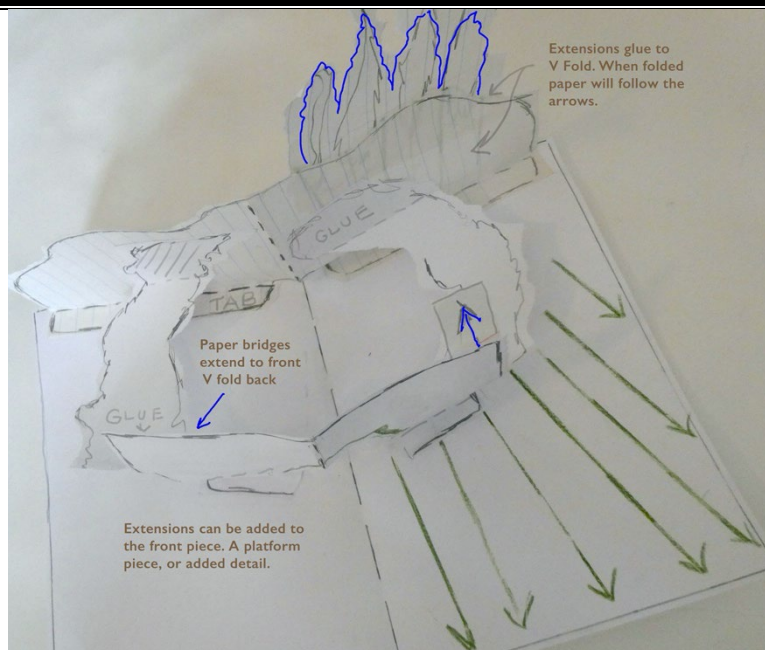 Extensions glue to
V Fold. When folded
paper will follow the
arrows.
GLUE
TAB
Paper bridges
extend to front
V fold back
GLUE
Extensions can be added to
the front piece. A platform
piece, or added detail.